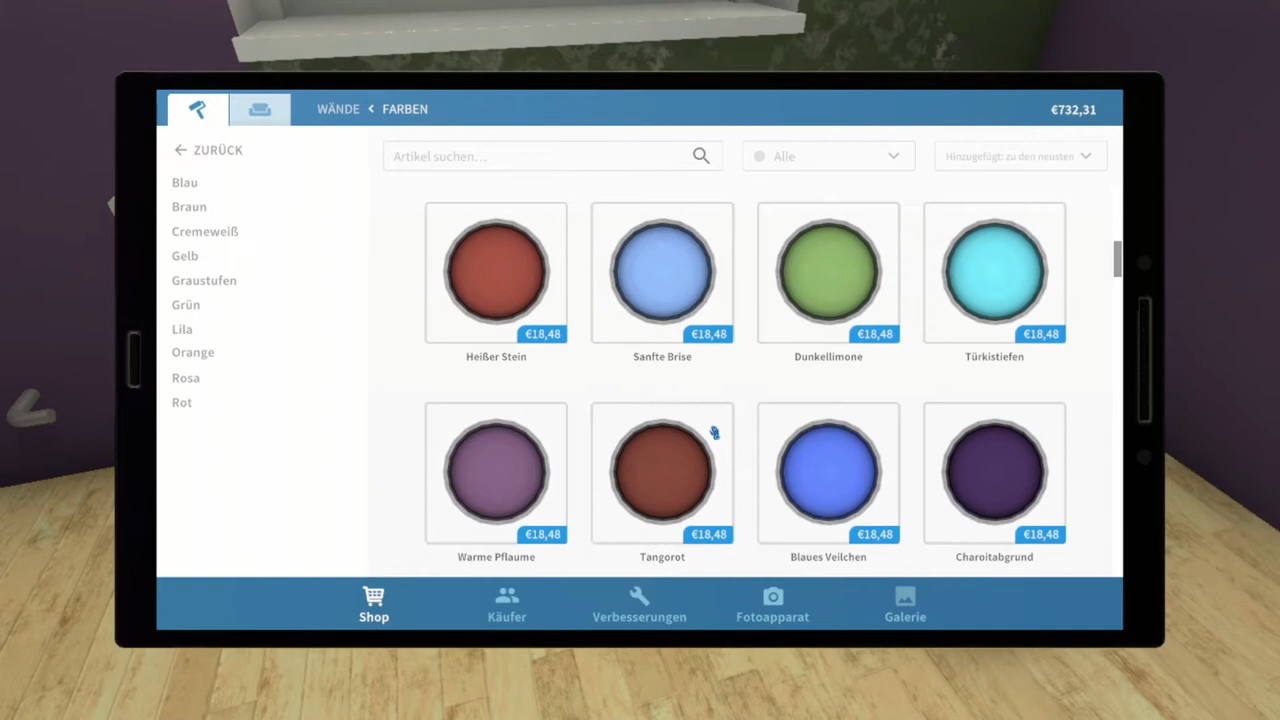 WÄNDE < FARBEN
€732,31
← ZURÜCK
Artikel suchen...
Alle
Hinzugefügt: zu den neusten
Blau
Braun
Cremeweiß
Gelb
Graustufen
Grün
Lila
Orange
Rosa
Rot
€18,48 €18,48 €18,48 €18,48
Heißer Stein Sanfte Brise Dunkellimone Türkistiefen
€18,48 €18,48 €18,48 €18,48
Warme Pflaume Tangorot Blaues Veilchen Charoitabgrund
Shop Käufer Verbesserungen Fotoapparat Galerie